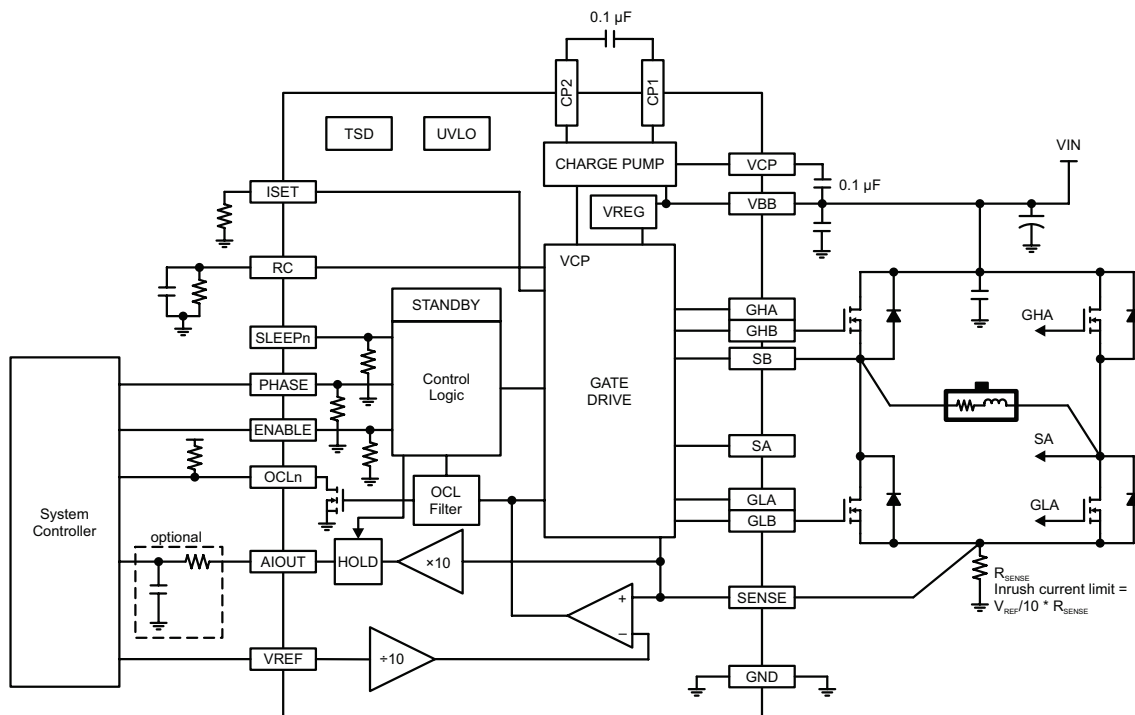 0.1 µF
CP2
CP1
TSD
UVLO
CHARGE PUMP
VCP
VIN
0.1 µF
ISET
VREG
VBB
RC
VCP
STANDBY
GHA
GHB
GHA
SLEEPn
SB
PHASE
Control
Logic
GATE
DRIVE
ENABLE
SA
SA
OCLn
OCL
Filter
GLA
GLB
GLA
System
Controller
optional
AIOUT
HOLD
×10
SENSE
+
–
RSENSE
Inrush current limit =
VREF/10 * RSENSE
VREF
÷10
GND